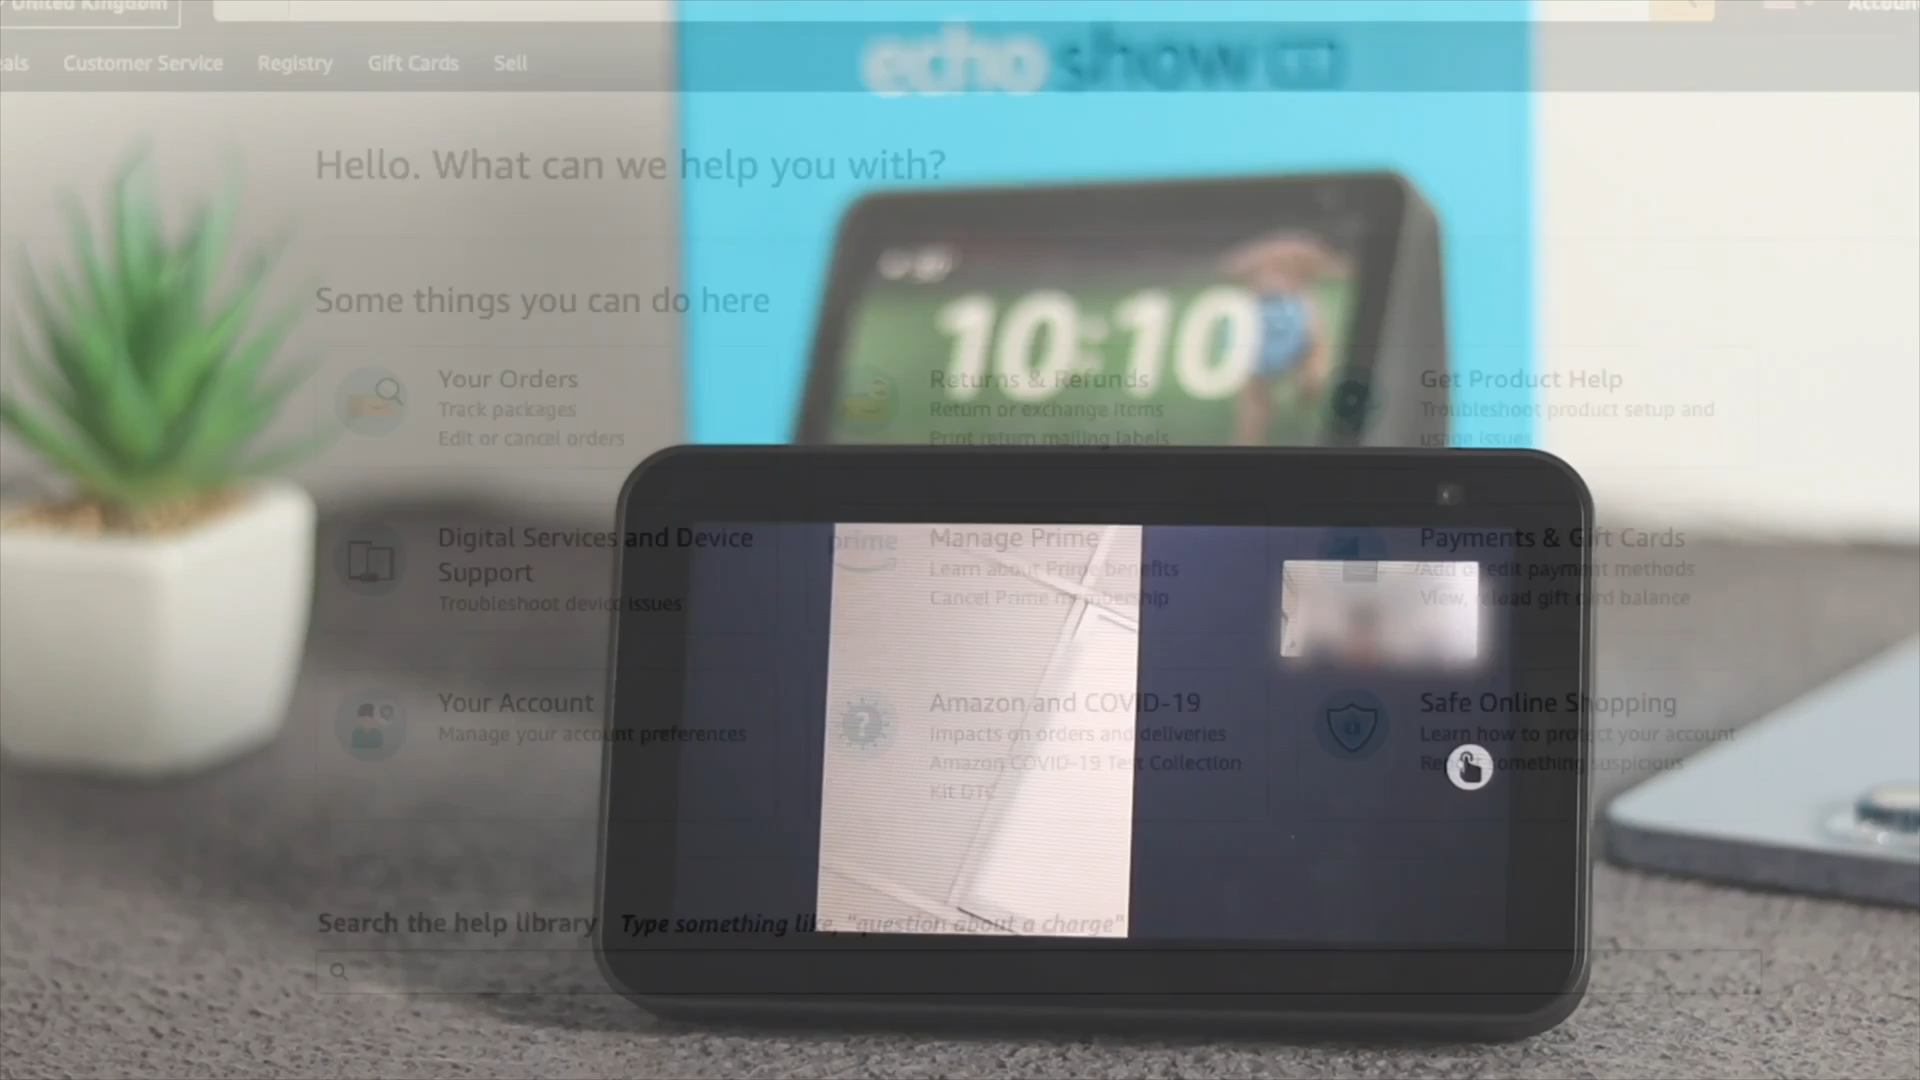 United Kingdom
Account
eals Customer Service Registry Gift Cards Sell
echo show
Hello. What can we help you with?
10:10
Some things you can do here
Your Orders
Track packages
Edit or cancel orders
Returns & Refunds
Return or exchange items
Print return mailing labels
Get Product Help
Troubleshoot product setup and
usage issues
Digital Services and Device
Support
Troubleshoot device issues
prime
Manage Prime
Learn about Prime benefits
Cancel Prime membership
Payments & Gift Cards
Add or edit payment methods
View, reload gift card balance
Your Account
Manage your account preferences
Amazon and COVID-19
Impacts on orders and deliveries
Amazon COVID-19 Test Collection
Kit DTC
Safe Online Shopping
Learn how to protect your account
Report something suspicious
Search the help library Type something like, "question about a charge"